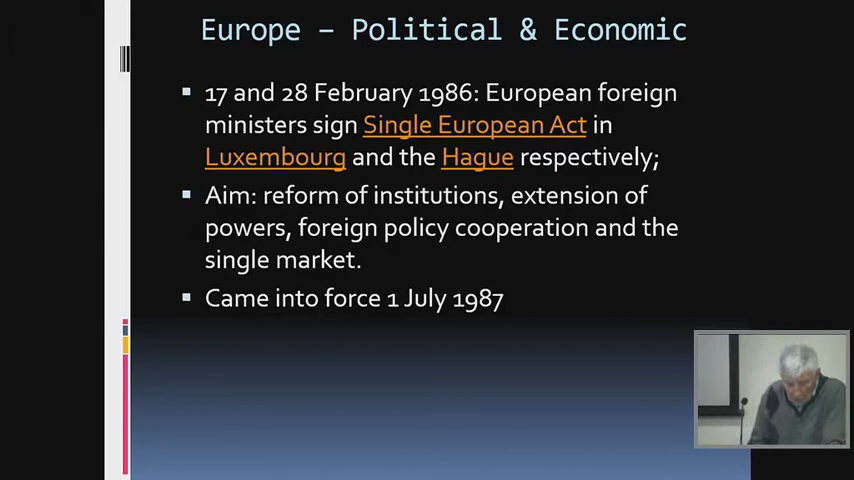 Europe – Political & Economic
17 and 28 February 1986: European foreign
ministers sign Single European Act in
Luxembourg and the Hague respectively;
Aim: reform of institutions, extension of
powers, foreign policy cooperation and the
single market.
Came into force 1 July 1987